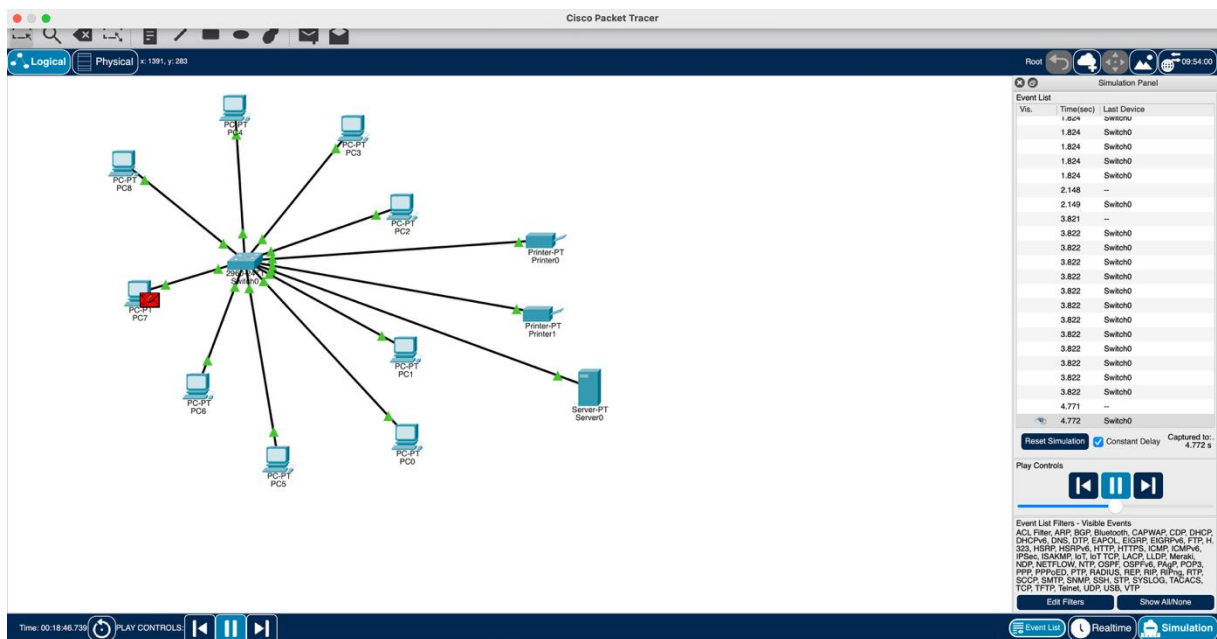 Cisco Packet Tracer
Logical
Physical
x: 1391, y: 283
Root
09:54:00
PC-PT
PC4
PC-PT
PC3
PC-PT
PC8
PC-PT
PC2
Printer-PT
Printer0
Switch0
PC-PT
PC7
Printer-PT
Printer1
PC-PT
PC1
PC-PT
PC6
Server-PT
Server0
PC-PT
PC0
PC-PT
PC5
Simulation Panel
Event List
Vis. Time(sec) Last Device
1.824 Switch0
1.824 Switch0
1.824 Switch0
1.824 Switch0
1.824 Switch0
2.148 --
2.149 Switch0
3.821 --
3.822 Switch0
3.822 Switch0
3.822 Switch0
3.822 Switch0
3.822 Switch0
3.822 Switch0
3.822 Switch0
3.822 Switch0
3.822 Switch0
3.822 Switch0
3.822 Switch0
3.822 Switch0
4.771 --
4.772 Switch0
Reset Simulation
Constant Delay
Captured to:.
4.772 s
Play Controls
Event List Filters - Visible Events
ACL Filter, ARP, BGP, Bluetooth, CAPWAP, CDP, DHCP,
DHCPv6, DNS, DTP, EAPOL, EIGRP, EIGRPv6, FTP, H.
323, HSRP, HSRPv6, HTTP, HTTPS, ICMP, ICMPv6,
IPSec, ISAKMP, IoT, IoT TCP, LACP, LLDP, Meraki,
NDP, NETFLOW, NTP, OSPF, OSPFv6, PAgP, POP3,
PPP, PPPoED, PTP, RADIUS, REP, RIP, RIPng, RTP,
SCCP, SMTP, SNMP, SSH, STP, SYSLOG, TACACS,
TCP, TFTP, Telnet, UDP, USB, VTP
Edit Filters
Show All/None
Time: 00:18:46.739
PLAY CONTROLS:
Event List
Realtime
Simulation